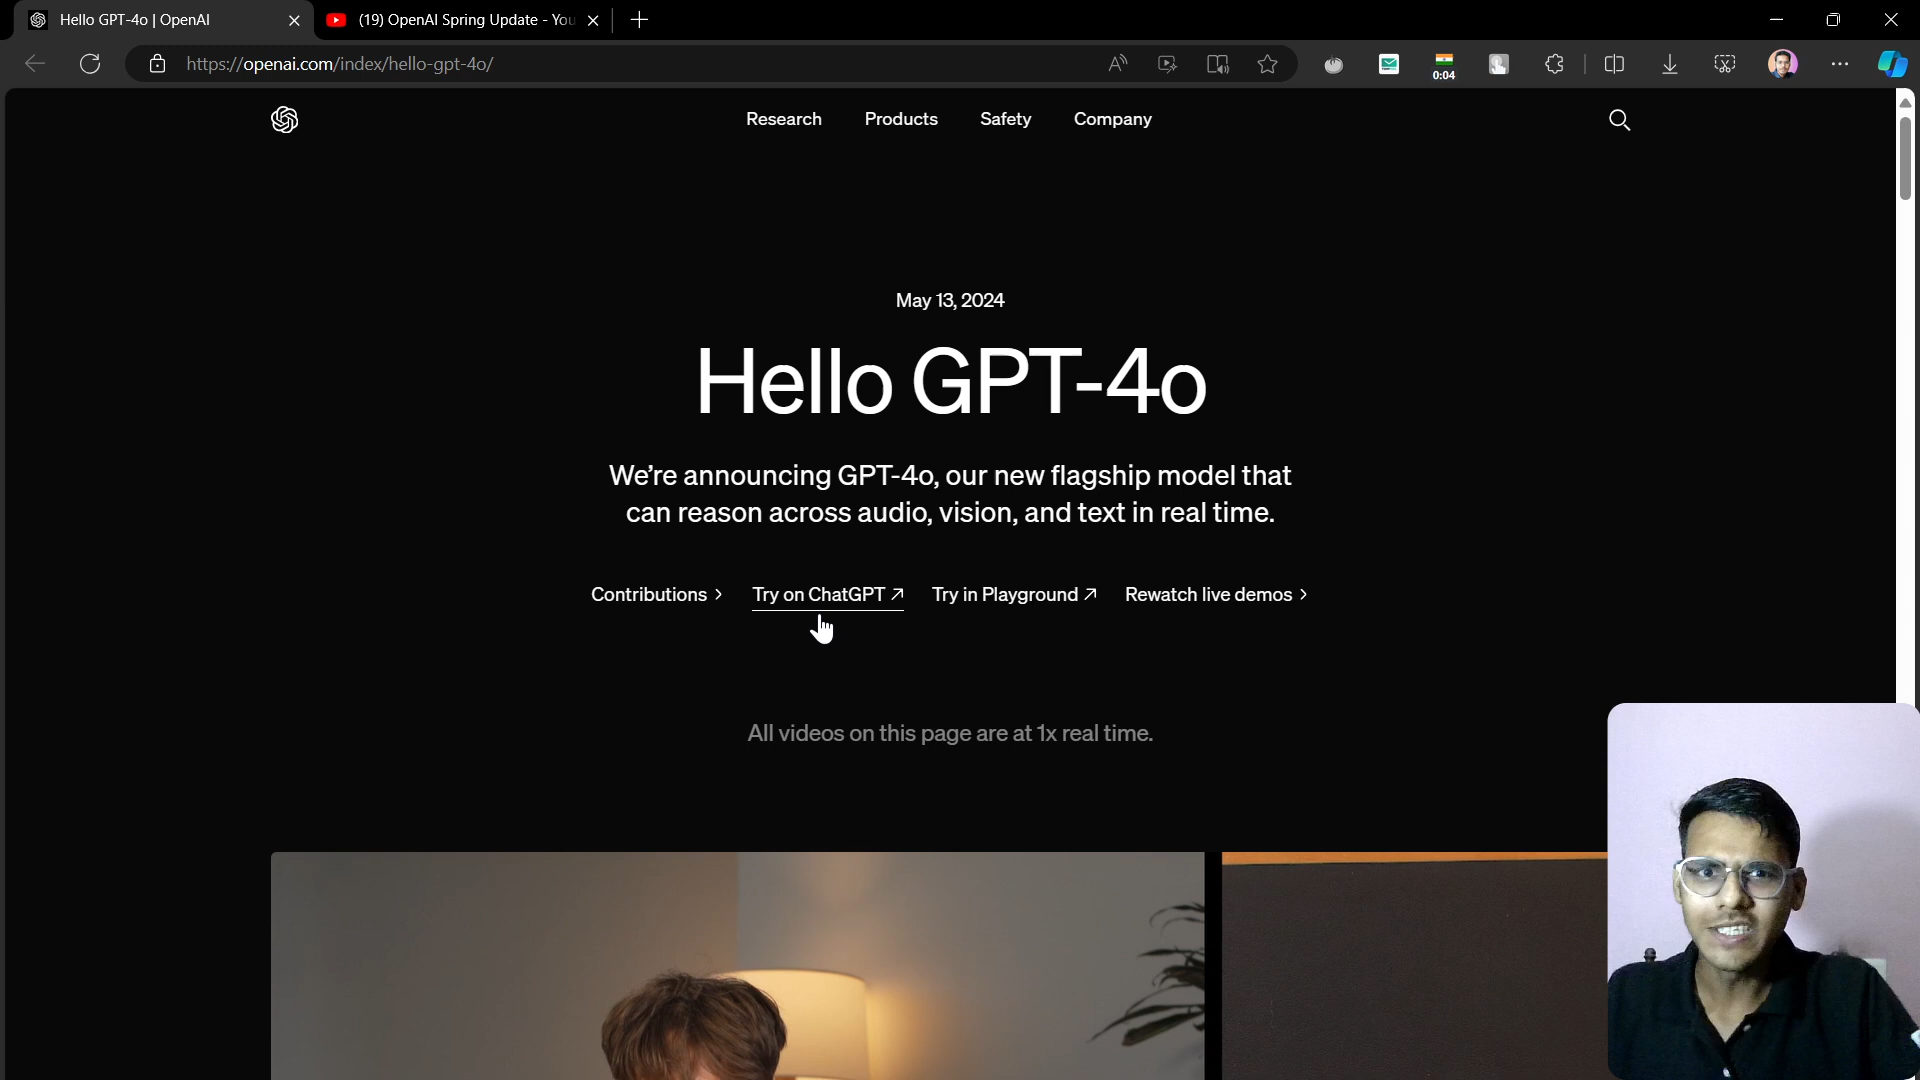 Hello GPT-4o | OpenAI
(19) OpenAI Spring Update - You
https://openai.com/index/hello-gpt-4o/
0:04
Research Products Safety Company
May 13, 2024
Hello GPT-4o
We're announcing GPT-4o, our new flagship model that
can reason across audio, vision, and text in real time.
Contributions > Try on ChatGPT ↗ Try in Playground ↗ Rewatch live demos >
All videos on this page are at 1x real time.